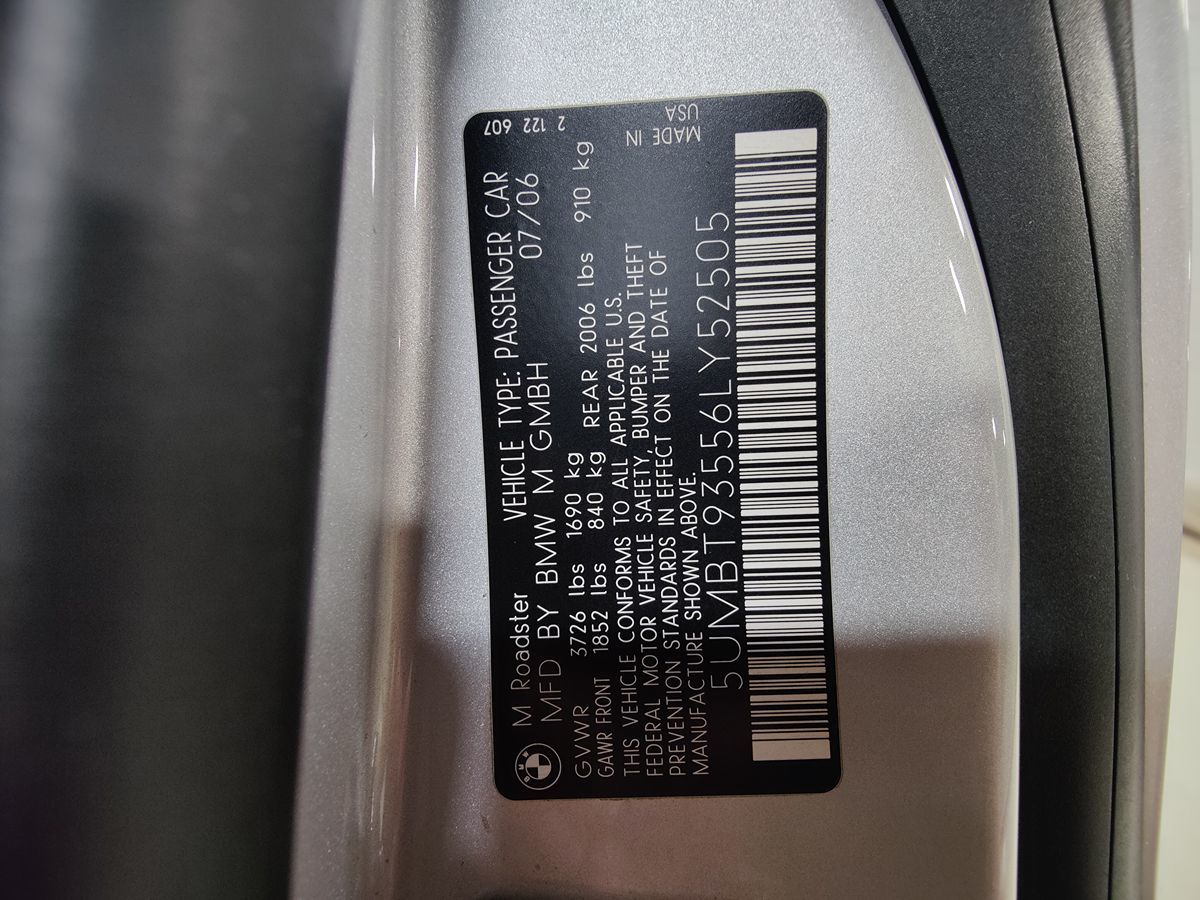 M Roadster VEHICLE TYPE: PASSENGER CAR
MFD BY BMW M GMBH 07/06
GVWR 3726 lbs 1690 kg
GAWR FRONT 1852 lbs 840 kg REAR 2006 lbs 910 kg
THIS VEHICLE CONFORMS TO ALL APPLICABLE U.S.
FEDERAL MOTOR VEHICLE SAFETY, BUMPER AND THEFT
PREVENTION STANDARDS IN EFFECT ON THE DATE OF
MANUFACTURE SHOWN ABOVE.
5UMBT93556LY52505
2 122 607
MADE IN
USA
BMW